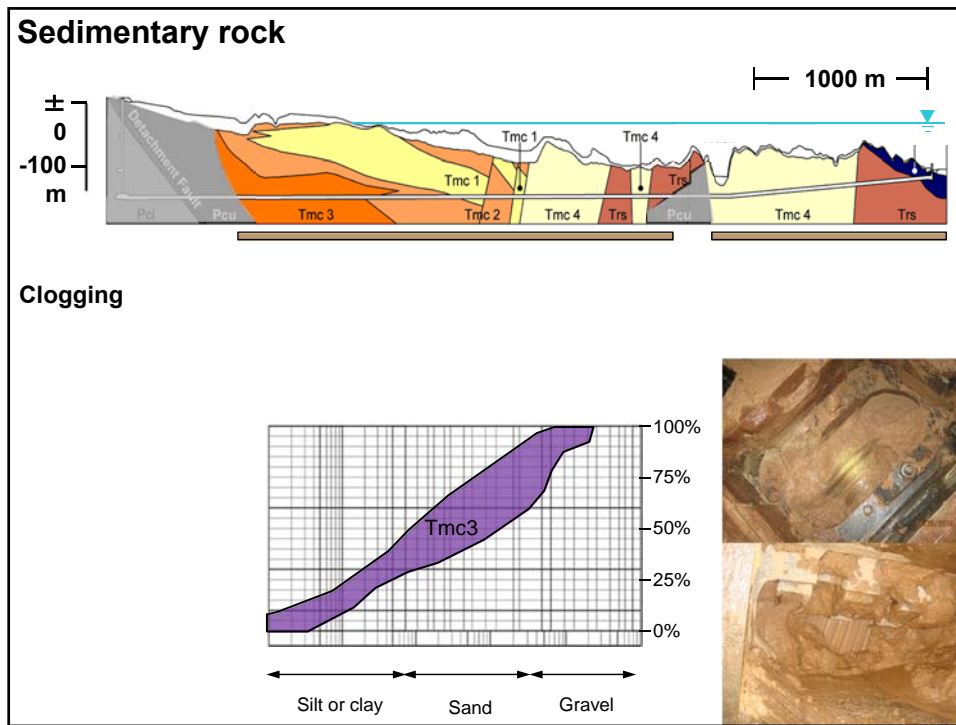 Sedimentary rock
1000 m
±
0
-100
m
Tmc 1
Tmc 4
Detachment Fault
Pcl
Pcu
Tmc 3
Tmc 1
Tmc 2
Tmc 4
Trs
Trs
Pcu
Tmc 4
Trs
Clogging
100%
75%
Tmc3
50%
25%
0%
Silt or clay
Sand
Gravel